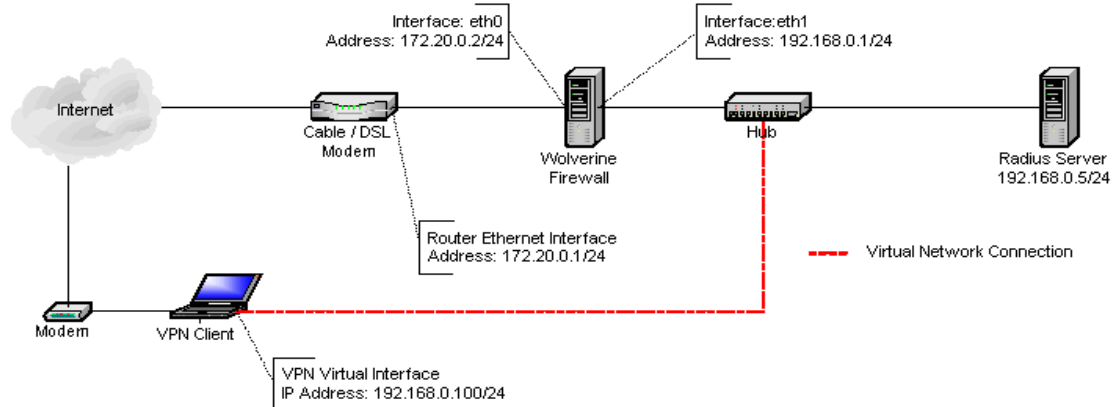 Interface: eth0
Address: 172.20.0.2/24
Interface:eth1
Address: 192.168.0.1/24
Internet
Cable / DSL
Modem
Wolverine
Firewall
Hub
Radius Server
192.168.0.5/24
Router Ethernet Interface
Address: 172.20.0.1/24
Virtual Network Connection
Modem
VPN Client
VPN Virtual Interface
IP Address: 192.168.0.100/24